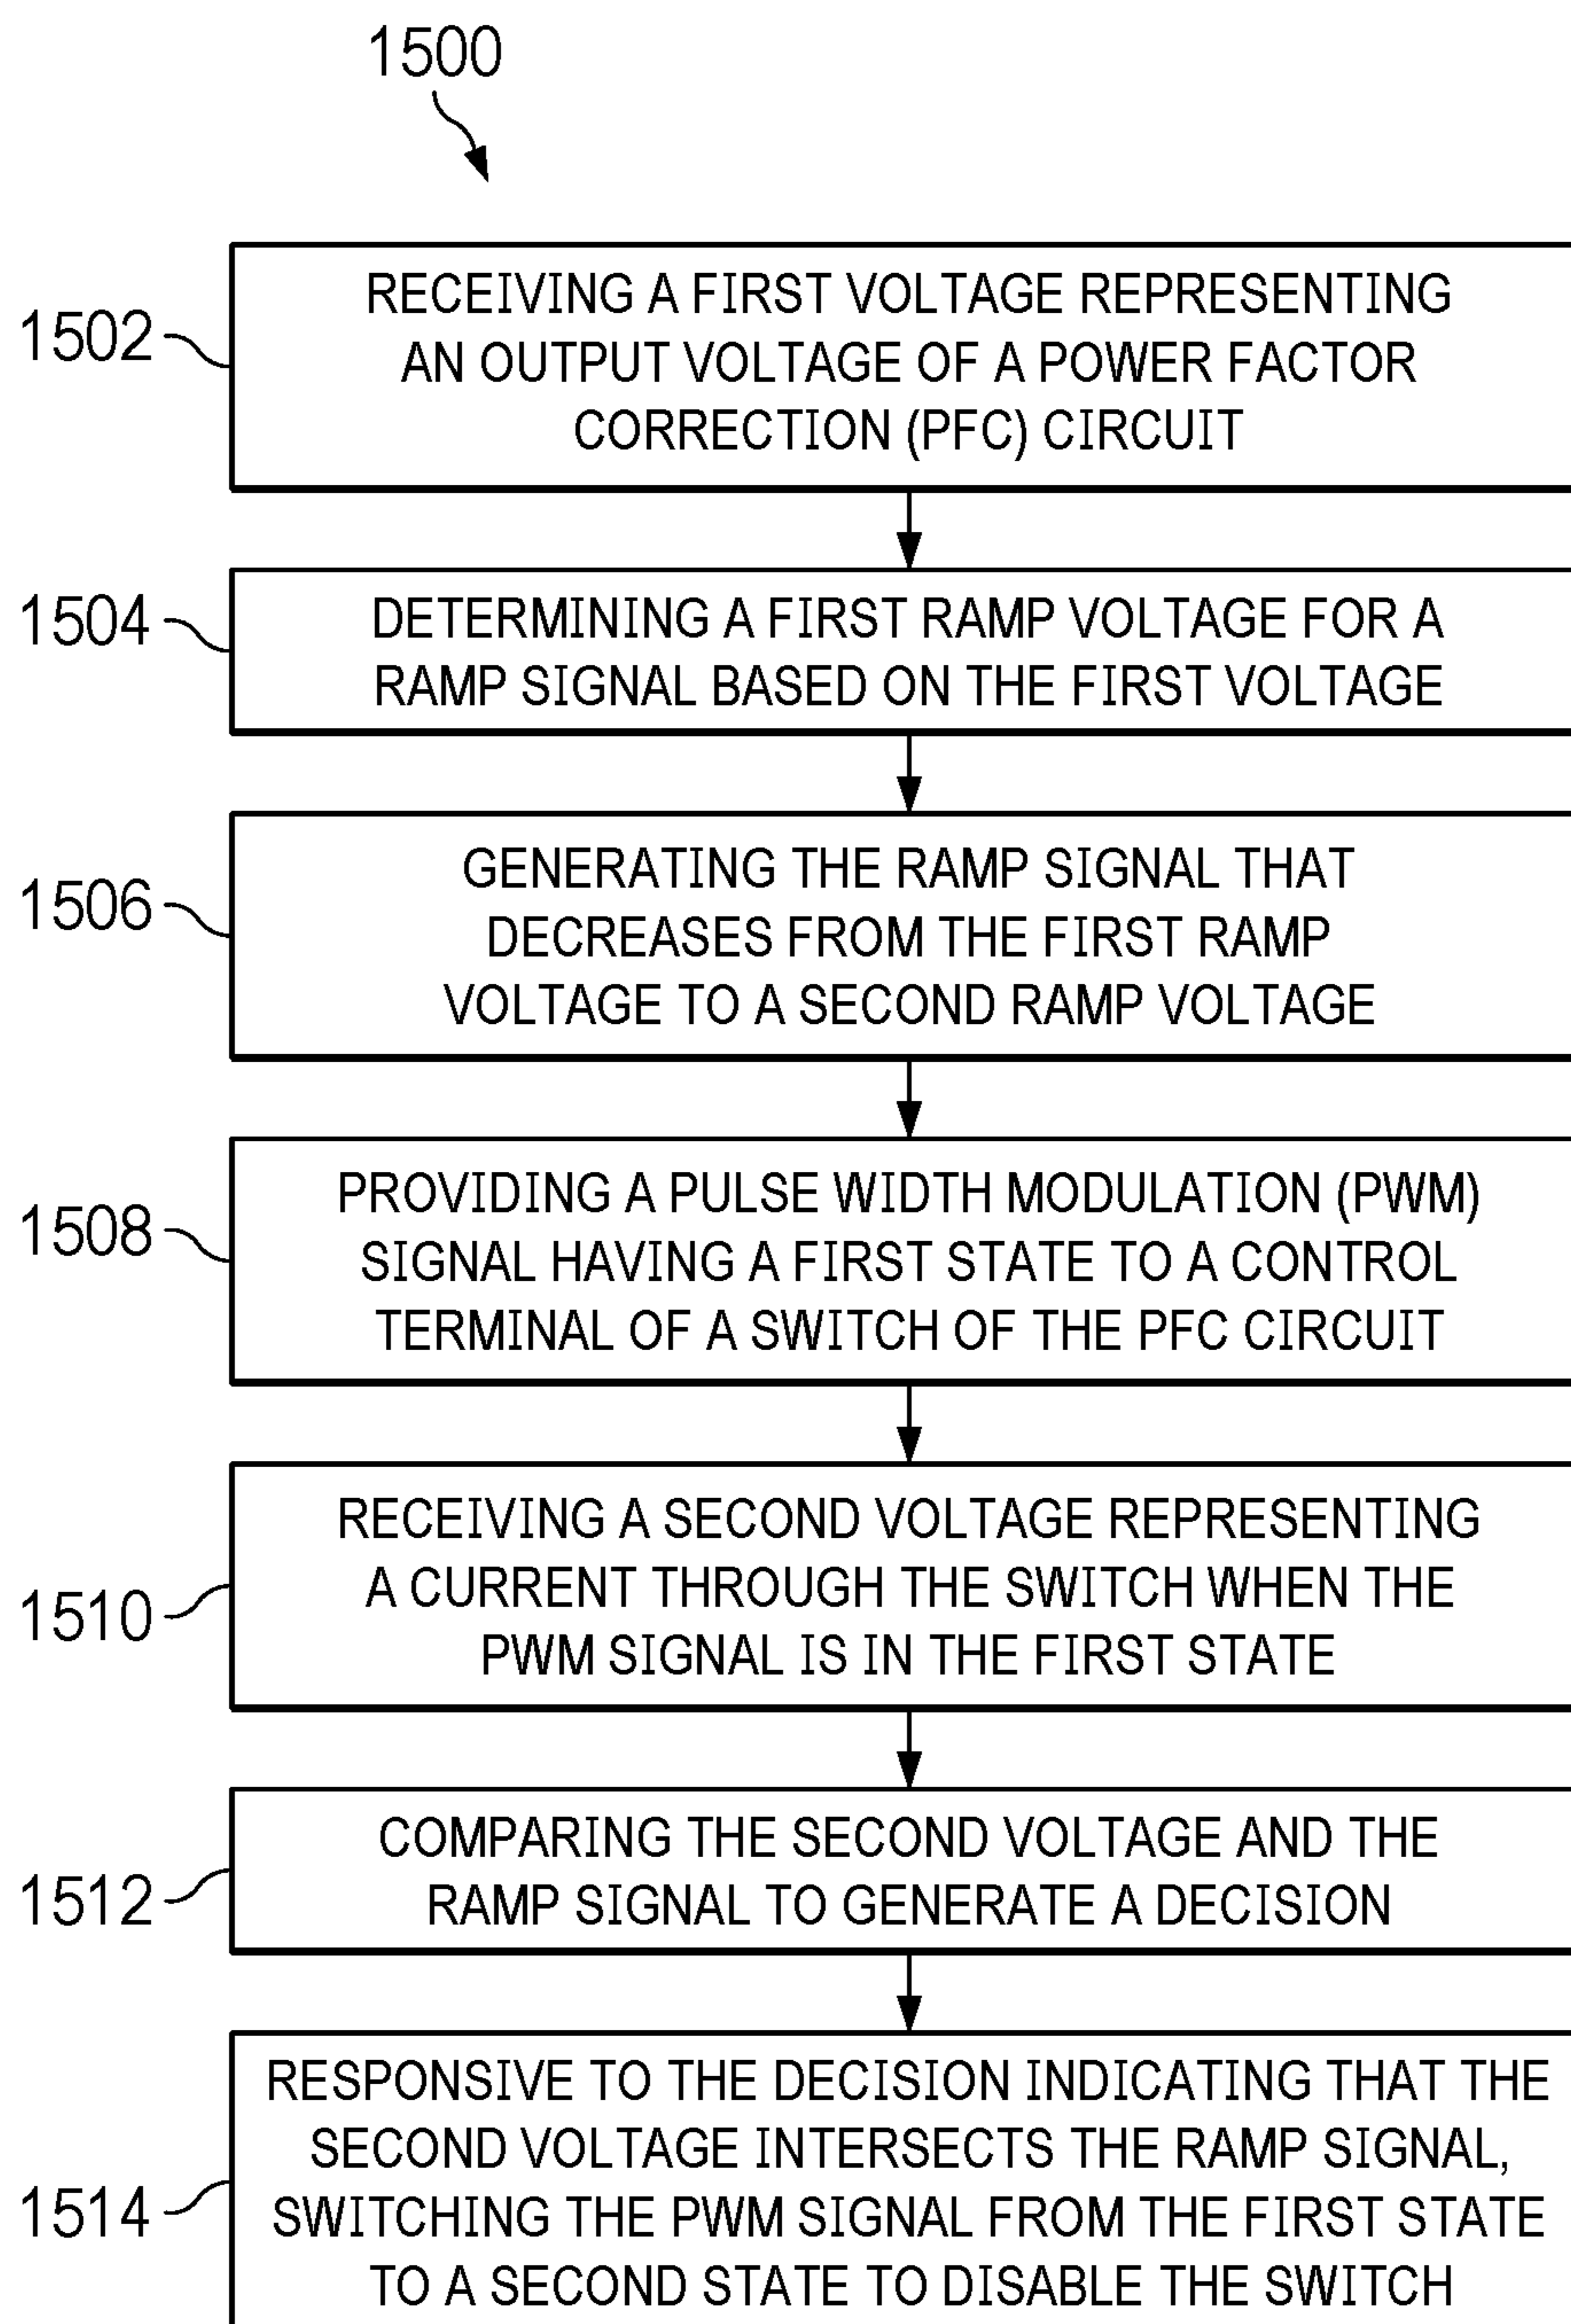 1500
1502
RECEIVING A FIRST VOLTAGE REPRESENTING
AN OUTPUT VOLTAGE OF A POWER FACTOR
CORRECTION (PFC) CIRCUIT
1504
DETERMINING A FIRST RAMP VOLTAGE FOR A
RAMP SIGNAL BASED ON THE FIRST VOLTAGE
1506
GENERATING THE RAMP SIGNAL THAT
DECREASES FROM THE FIRST RAMP
VOLTAGE TO A SECOND RAMP VOLTAGE
1508
PROVIDING A PULSE WIDTH MODULATION (PWM)
SIGNAL HAVING A FIRST STATE TO A CONTROL
TERMINAL OF A SWITCH OF THE PFC CIRCUIT
1510
RECEIVING A SECOND VOLTAGE REPRESENTING
A CURRENT THROUGH THE SWITCH WHEN THE
PWM SIGNAL IS IN THE FIRST STATE
1512
COMPARING THE SECOND VOLTAGE AND THE
RAMP SIGNAL TO GENERATE A DECISION
1514
RESPONSIVE TO THE DECISION INDICATING THAT THE
SECOND VOLTAGE INTERSECTS THE RAMP SIGNAL,
SWITCHING THE PWM SIGNAL FROM THE FIRST STATE
TO A SECOND STATE TO DISABLE THE SWITCH